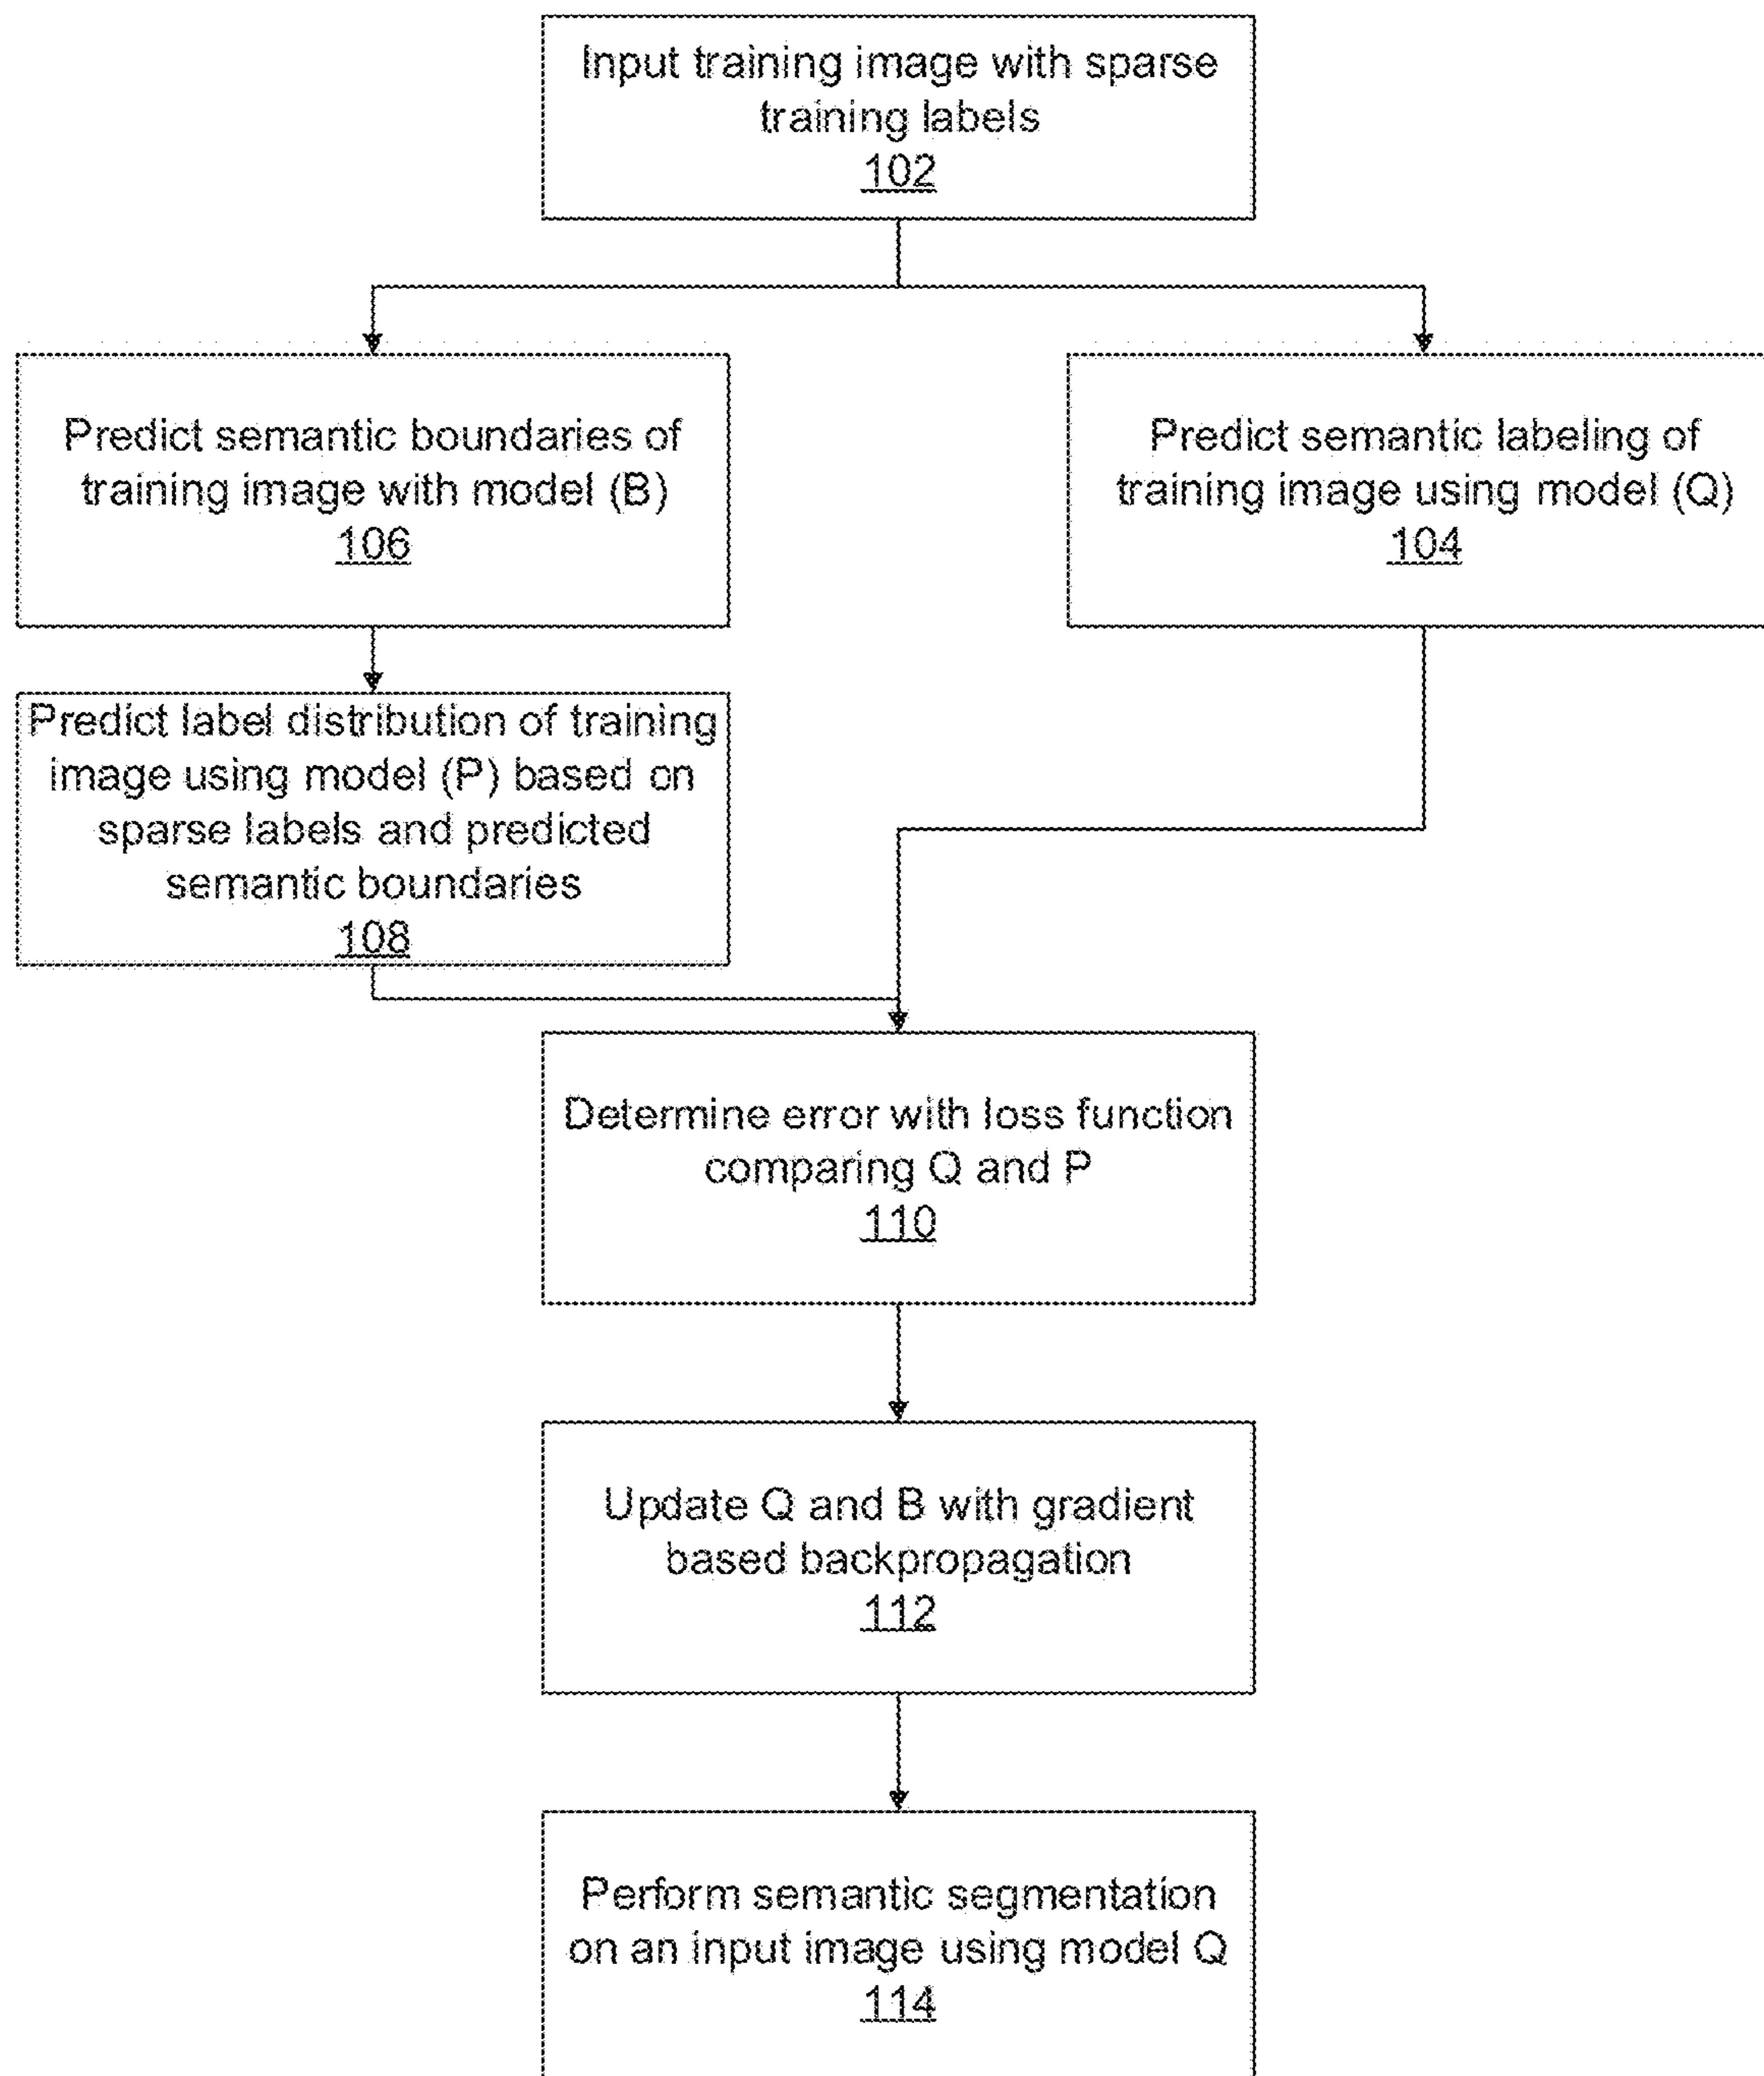 Input training image with sparse
training labels
102
Predict semantic boundaries of
training image with model (B)
106
Predict semantic labeling of
training image using model (Q)
104
Predict label distribution of training
image using model (P) based on
sparse labels and predicted
semantic boundaries
108
Determine error with loss function
comparing Q and P
110
Update Q and B with gradient
based backpropagation
112
Perform semantic segmentation
on an input image using model Q
114